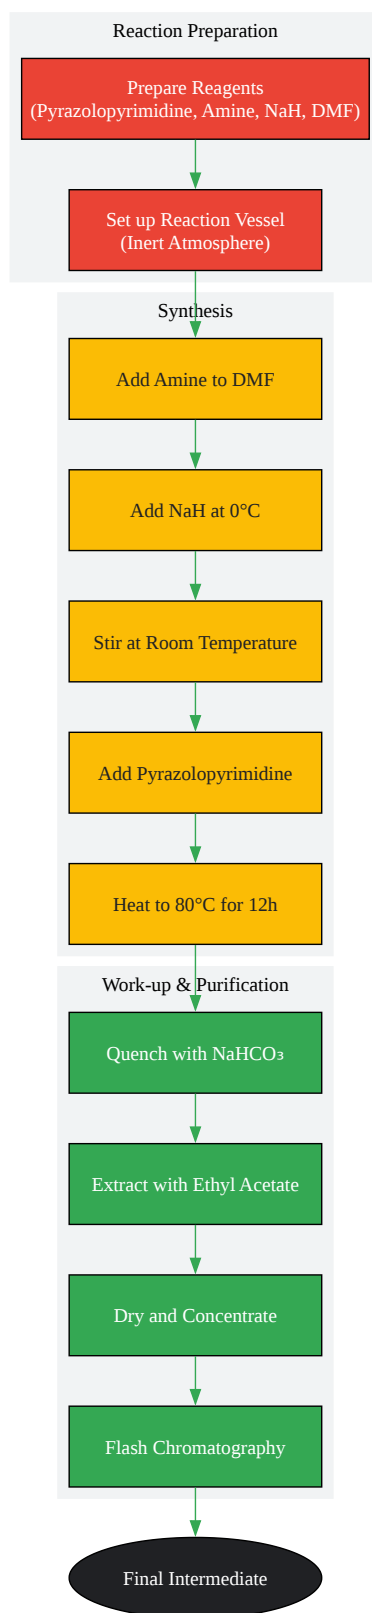 Reaction Preparation
Prepare Reagents
(Pyrazolopyrimidine, Amine, NaH, DMF)
Set up Reaction Vessel
(Inert Atmosphere)
Synthesis
Add Amine to DMF
Add NaH at 0°C
Stir at Room Temperature
Add Pyrazolopyrimidine
Heat to 80°C for 12h
Work-up & Purification
Quench with NaHCO₃
Extract with Ethyl Acetate
Dry and Concentrate
Flash Chromatography
Final Intermediate